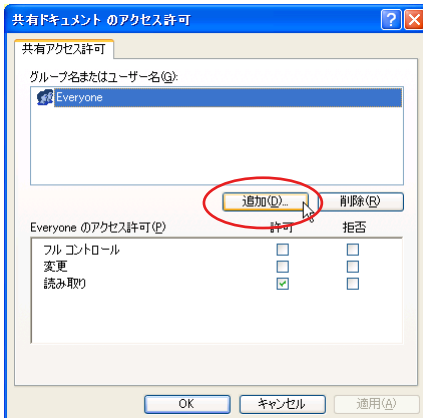 共有ドキュメント のアクセス許可
共有アクセス許可
グループ名またはユーザー名(G):
Everyone
追加(D)... 削除(R)
Everyone のアクセス許可(P) 許可 拒否
フル コントロール
変更
読み取り
OK キャンセル 適用(A)